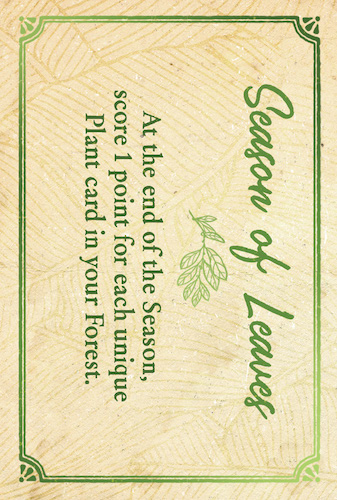 Season of Leaves
At the end of the Season,
score 1 point for each unique
Plant card in your Forest.